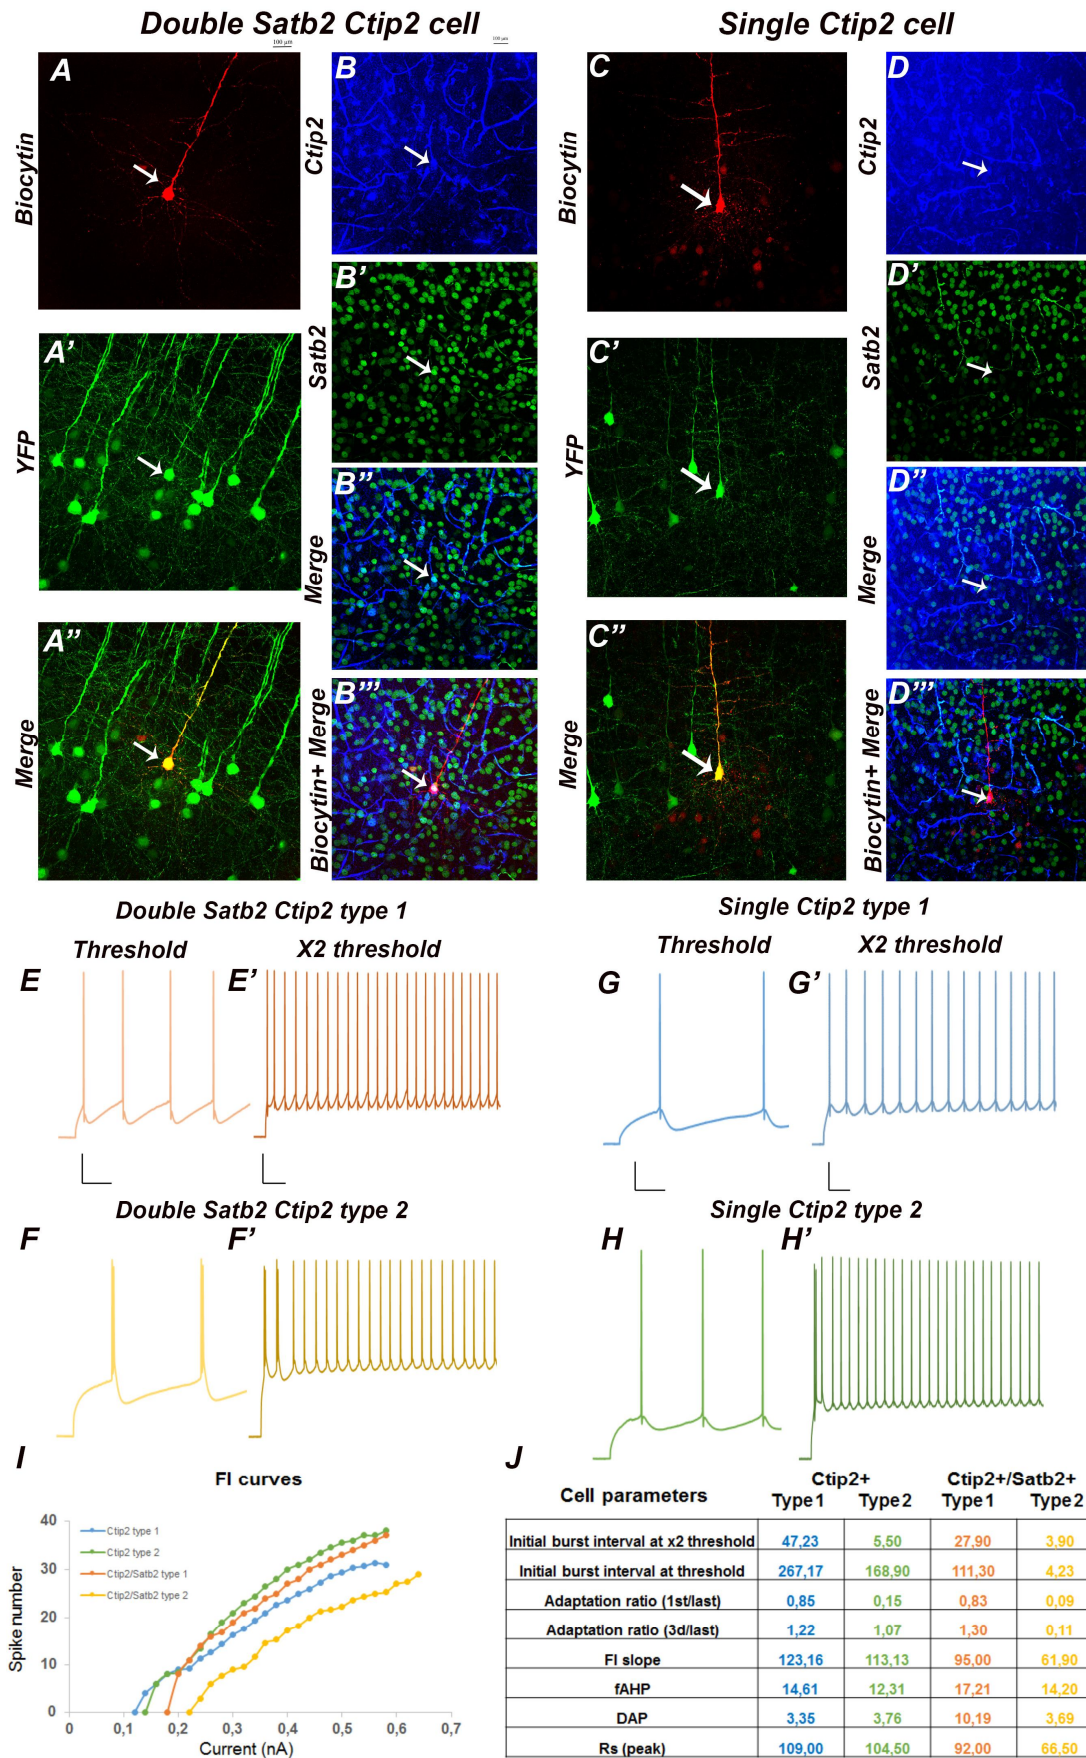 Double Satb2 Ctip2 cell
Single Ctip2 cell
100 µm
100 µm
A
B
C
D
Biocytin
Ctip2
Biocytin
Ctip2
B'
D'
Satb2
Satb2
A'
C'
YFP
YFP
B''
D''
Merge
Merge
A''
C''
Merge
Merge
B'''
D'''
Biocytin+ Merge
Biocytin+ Merge
Double Satb2 Ctip2 type 1
Single Ctip2 type 1
Threshold
X2 threshold
Threshold
X2 threshold
E
E'
G
G'
Double Satb2 Ctip2 type 2
Single Ctip2 type 2
F
F'
H
H'
I
FI curves
40
30
20
10
0
Spike number
Ctip2 type 1
Ctip2 type 2
Ctip2/Satb2 type 1
Ctip2/Satb2 type 2
0 0,1 0,2 0,3 0,4 0,5 0,6 0,7
Current (nA)
J
Cell parameters
Ctip2+ Ctip2+/Satb2+
Type1 Type2 Type1 Type2
Initial burst interval at x2 threshold 47,23 5,50 27,90 3,90
Initial burst interval at threshold 267,17 168,90 111,30 4,23
Adaptation ratio (1st/last) 0,85 0,15 0,83 0,09
Adaptation ratio (3d/last) 1,22 1,07 1,30 0,11
FI slope 123,16 113,13 95,00 61,90
fAHP 14,61 12,31 17,21 14,20
DAP 3,35 3,76 10,19 3,69
Rs (peak) 109,00 104,50 92,00 66,50